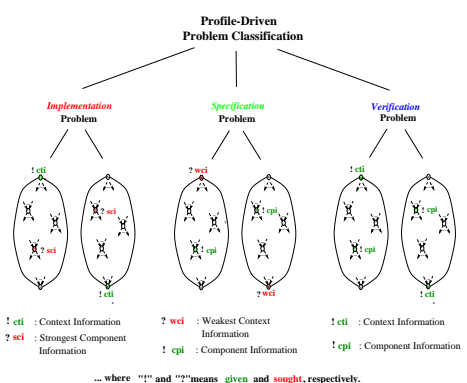 Profile-Driven
Problem Classification
Implementation Specification Verification
Problem Problem Problem
! cti ? wci ! cti
? sci ! cpi ! cpi
? sci ! cpi ! cpi
! cti ? wci ! cti
! cti : Context Information
? sci : Strongest Component
Information
? wci : Weakest Context
Information
! cpi : Component Information
! cti : Context Information
! cpi : Component Information
... where "!" and "?"means given and sought, respectively.